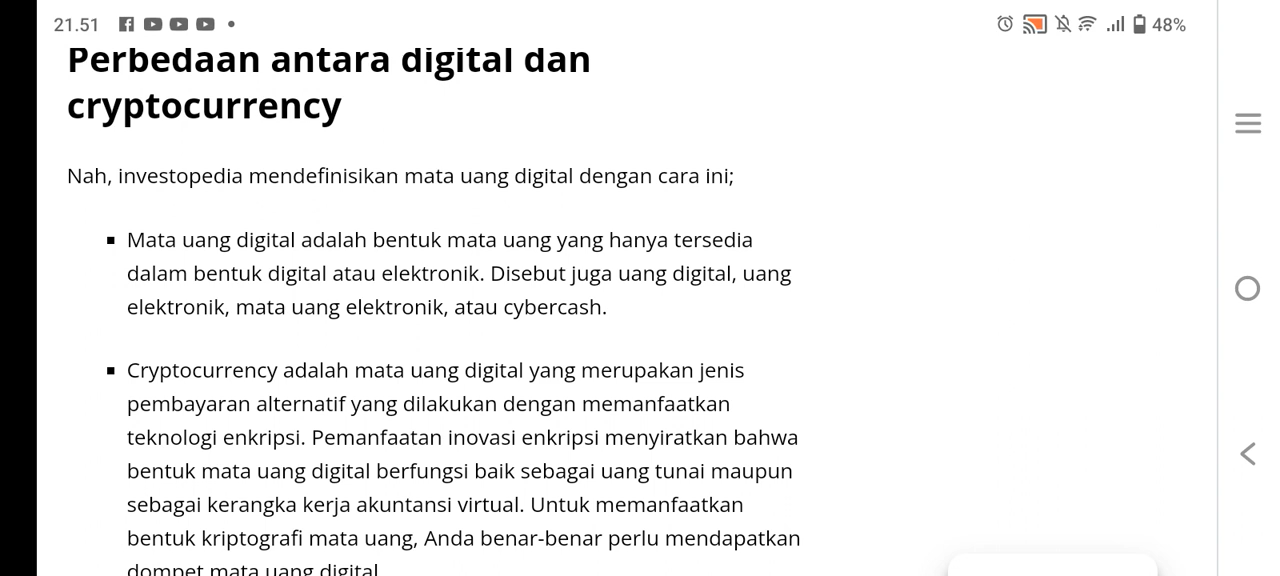 21.51
48%
Perbedaan antara digital dan
cryptocurrency
Nah, investopedia mendefinisikan mata uang digital dengan cara ini;
▪ Mata uang digital adalah bentuk mata uang yang hanya tersedia
dalam bentuk digital atau elektronik. Disebut juga uang digital, uang
elektronik, mata uang elektronik, atau cybercash.
▪ Cryptocurrency adalah mata uang digital yang merupakan jenis
pembayaran alternatif yang dilakukan dengan memanfaatkan
teknologi enkripsi. Pemanfaatan inovasi enkripsi menyiratkan bahwa
bentuk mata uang digital berfungsi baik sebagai uang tunai maupun
sebagai kerangka kerja akuntansi virtual. Untuk memanfaatkan
bentuk kriptografi mata uang, Anda benar-benar perlu mendapatkan
dompet mata uang digital